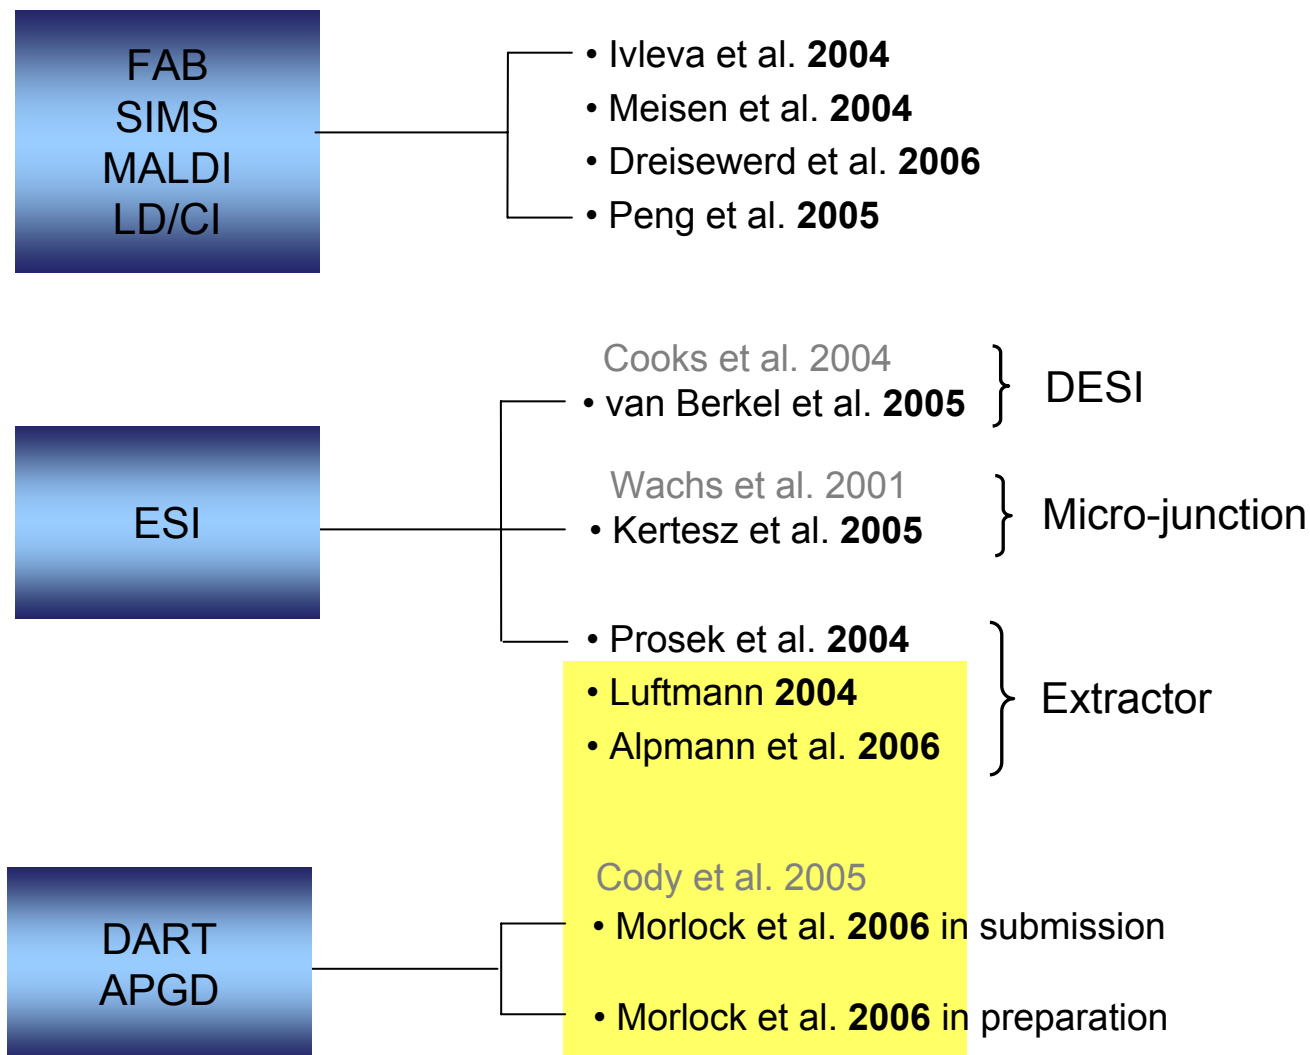 FAB
SIMS
MALDI
LD/CI
• Ivleva et al. 2004
• Meisen et al. 2004
• Dreisewerd et al. 2006
• Peng et al. 2005
ESI
Cooks et al. 2004
• van Berkel et al. 2005
DESI
Wachs et al. 2001
• Kertesz et al. 2005
Micro-junction
• Prosek et al. 2004
• Luftmann 2004
• Alpmann et al. 2006
Extractor
DART
APGD
Cody et al. 2005
• Morlock et al. 2006 in submission
• Morlock et al. 2006 in preparation